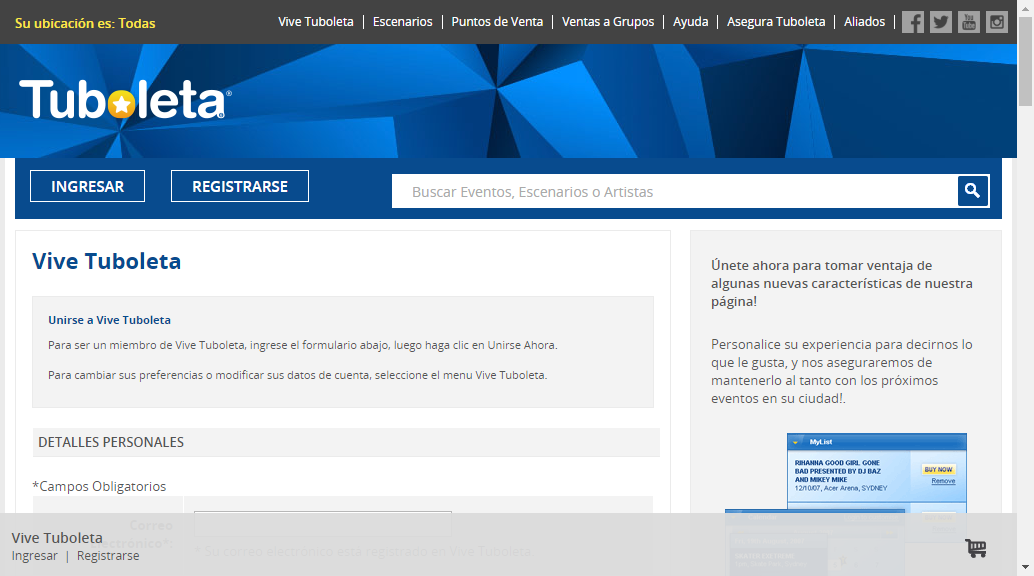 Su ubicación es: Todas
Vive Tuboleta | Escenarios | Puntos de Venta | Ventas a Grupos | Ayuda | Asegura Tuboleta | Aliados |
Tuboleta
INGRESAR
REGISTRARSE
Buscar Eventos, Escenarios o Artistas
Vive Tuboleta
Unirse a Vive Tuboleta
Para ser un miembro de Vive Tuboleta, ingrese el formulario abajo, luego haga clic en Unirse Ahora.
Para cambiar sus preferencias o modificar sus datos de cuenta, seleccione el menu Vive Tuboleta.
DETALLES PERSONALES
*Campos Obligatorios
Correo
electrónico*
* Su correo electrónico esta registrado en Vive Tuboleta
Únete ahora para tomar ventaja de
algunas nuevas características de nuestra
página!
Personalice su experiencia para decirnos lo
que le gusta, y nos aseguraremos de
mantenerlo al tanto con los próximos
eventos en su ciudad!.
MyList
RIHANNA GOOD GIRL GONE
BAD PRESENTED BY DJ BAZ
AND MIKEY MIKE
12/10/07, Acer Arena, SYDNEY
BUY NOW
Remove
Vive Tuboleta
Ingresar | Registrarse